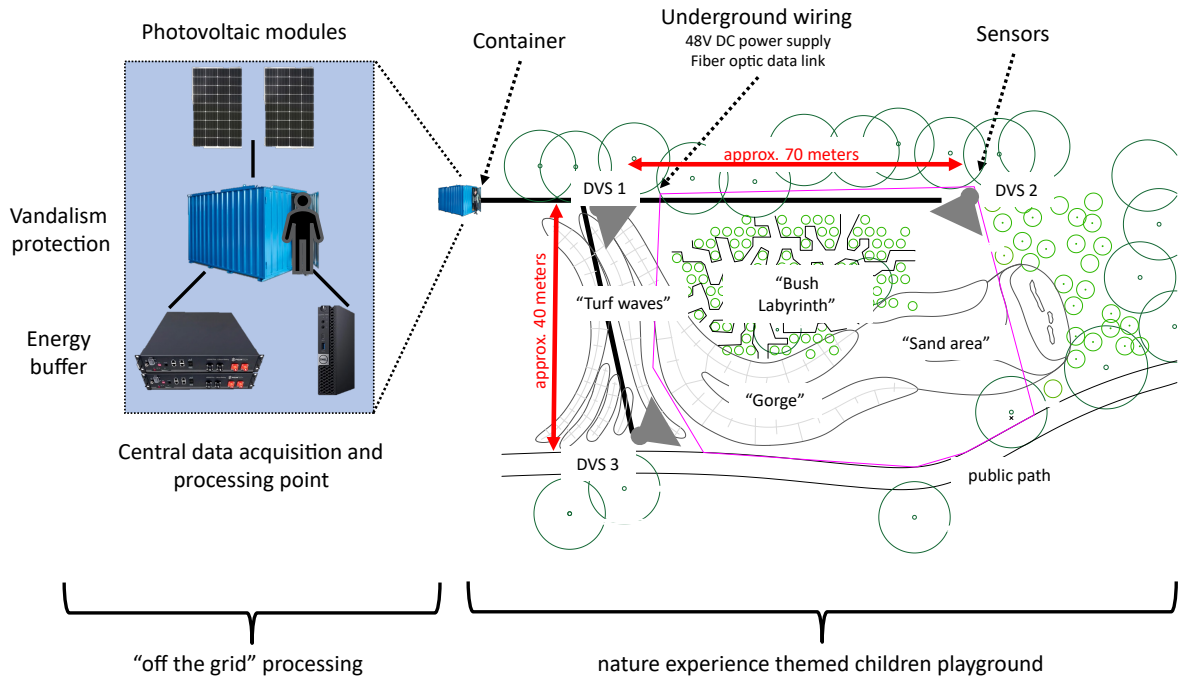 Photovoltaic modules
Container
Underground wiring
48V DC power supply
Fiber optic data link
Sensors
Vandalism
protection
Energy
buffer
Central data acquisition and
processing point
approx. 70 meters
DVS 1
DVS 2
approx. 40 meters
“Turf waves”
“Bush
Labyrinth”
“Sand area”
“Gorge”
DVS 3
public path
“off the grid” processing
nature experience themed children playground